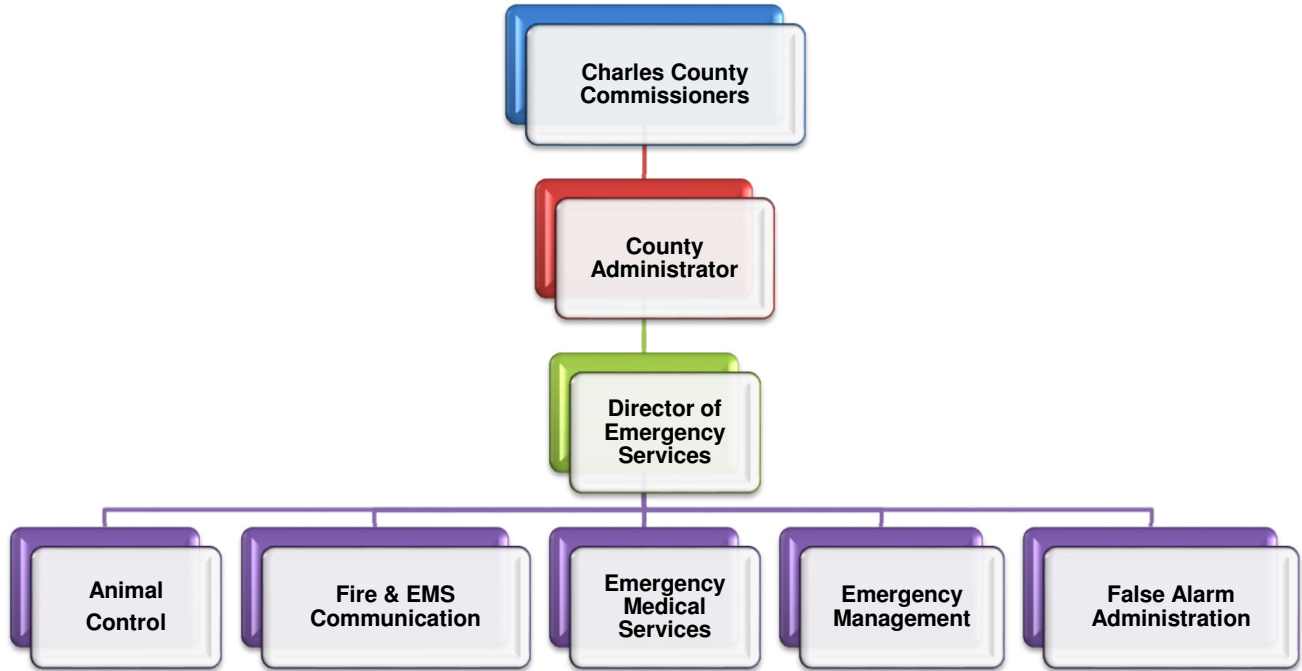 Charles County
Commissioners
County
Administrator
Director of
Emergency
Services
Animal
Control
Fire & EMS
Communication
Emergency
Medical
Services
Emergency
Management
False Alarm
Administration